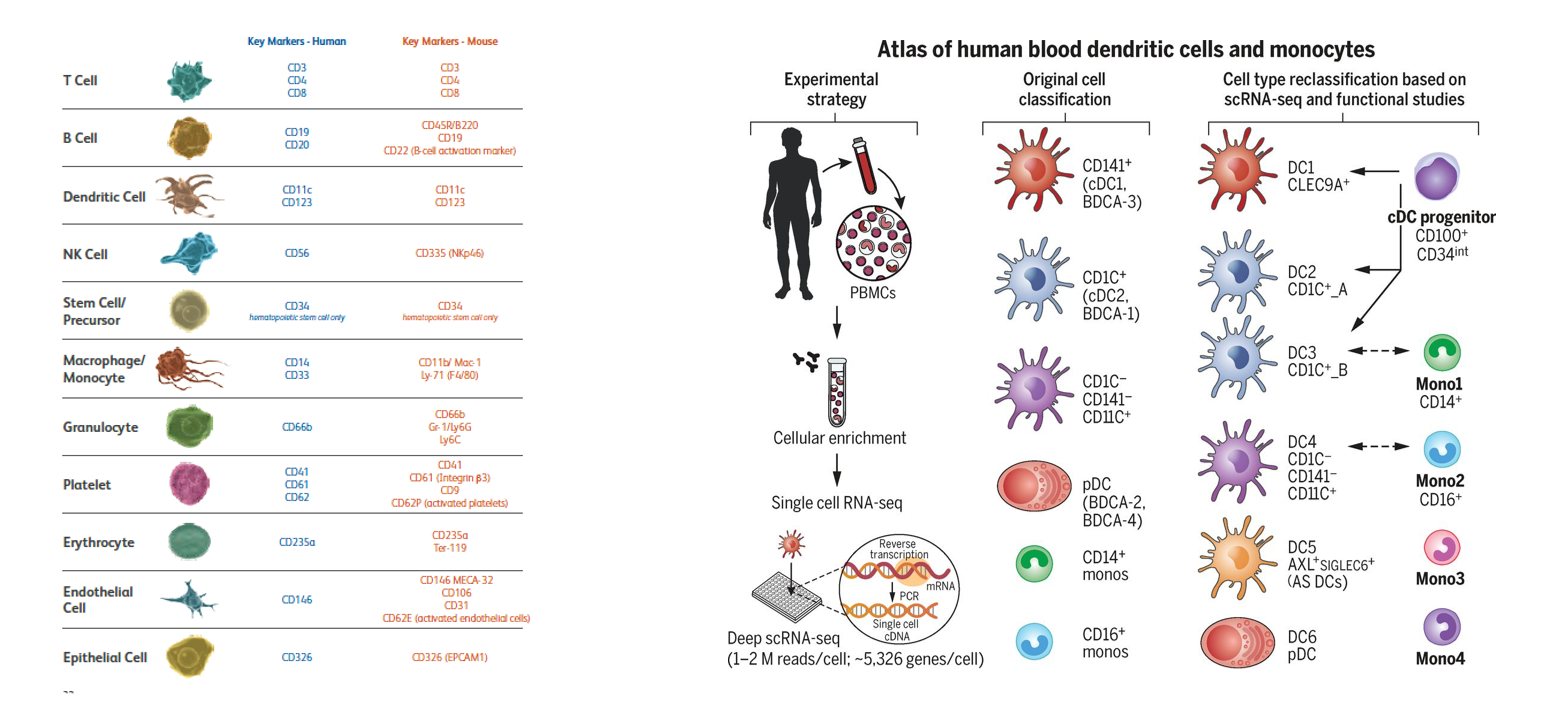 Key Markers - Human
Key Markers - Mouse
T Cell
CD3
CD4
CD8
CD3
CD4
CD8
B Cell
CD19
CD20
CD45R/B220
CD19
CD22 (B-cell activation marker)
Dendritic Cell
CD11c
CD123
CD11c
CD123
NK Cell
CD56
CD335 (NKp46)
Stem Cell/
Precursor
CD34
hematopoietic stem cell only
CD34
hematopoietic stem cell only
Macrophage/
Monocyte
CD14
CD33
CD11b/ Mac-1
Ly-71 (F4/80)
Granulocyte
CD66b
CD66b
Gr-1/Ly6G
Ly6C
Platelet
CD41
CD61
CD62
CD41
CD61 (Integrin β3)
CD9
CD62P (activated platelets)
Erythrocyte
CD235a
CD235a
Ter-119
Endothelial
Cell
CD146
CD146 MECA-32
CD106
CD31
CD62E (activated endothelial cells)
Epithelial Cell
CD326
CD326 (EPCAM1)
Atlas of human blood dendritic cells and monocytes
Experimental
strategy
PBMCs
Cellular enrichment
Single cell RNA-seq
Reverse
transcription
mRNA
PCR
Single cell
cDNA
Deep scRNA-seq
(1–2 M reads/cell; ~5,326 genes/cell)
Original cell
classification
CD141+
(cDC1,
BDCA-3)
CD1C+
(cDC2,
BDCA-1)
CD1C–
CD141–
CD11C+
pDC
(BDCA-2,
BDCA-4)
CD14+
monos
CD16+
monos
Cell type reclassification based on
scRNA-seq and functional studies
DC1
CLEC9A+
cDC progenitor
CD100+
CD34int
DC2
CD1C+_A
DC3
CD1C+_B
Mono1
CD14+
DC4
CD1C–
CD141–
CD11C+
Mono2
CD16+
DC5
AXL+SIGLEC6+
(AS DCs)
Mono3
DC6
pDC
Mono4